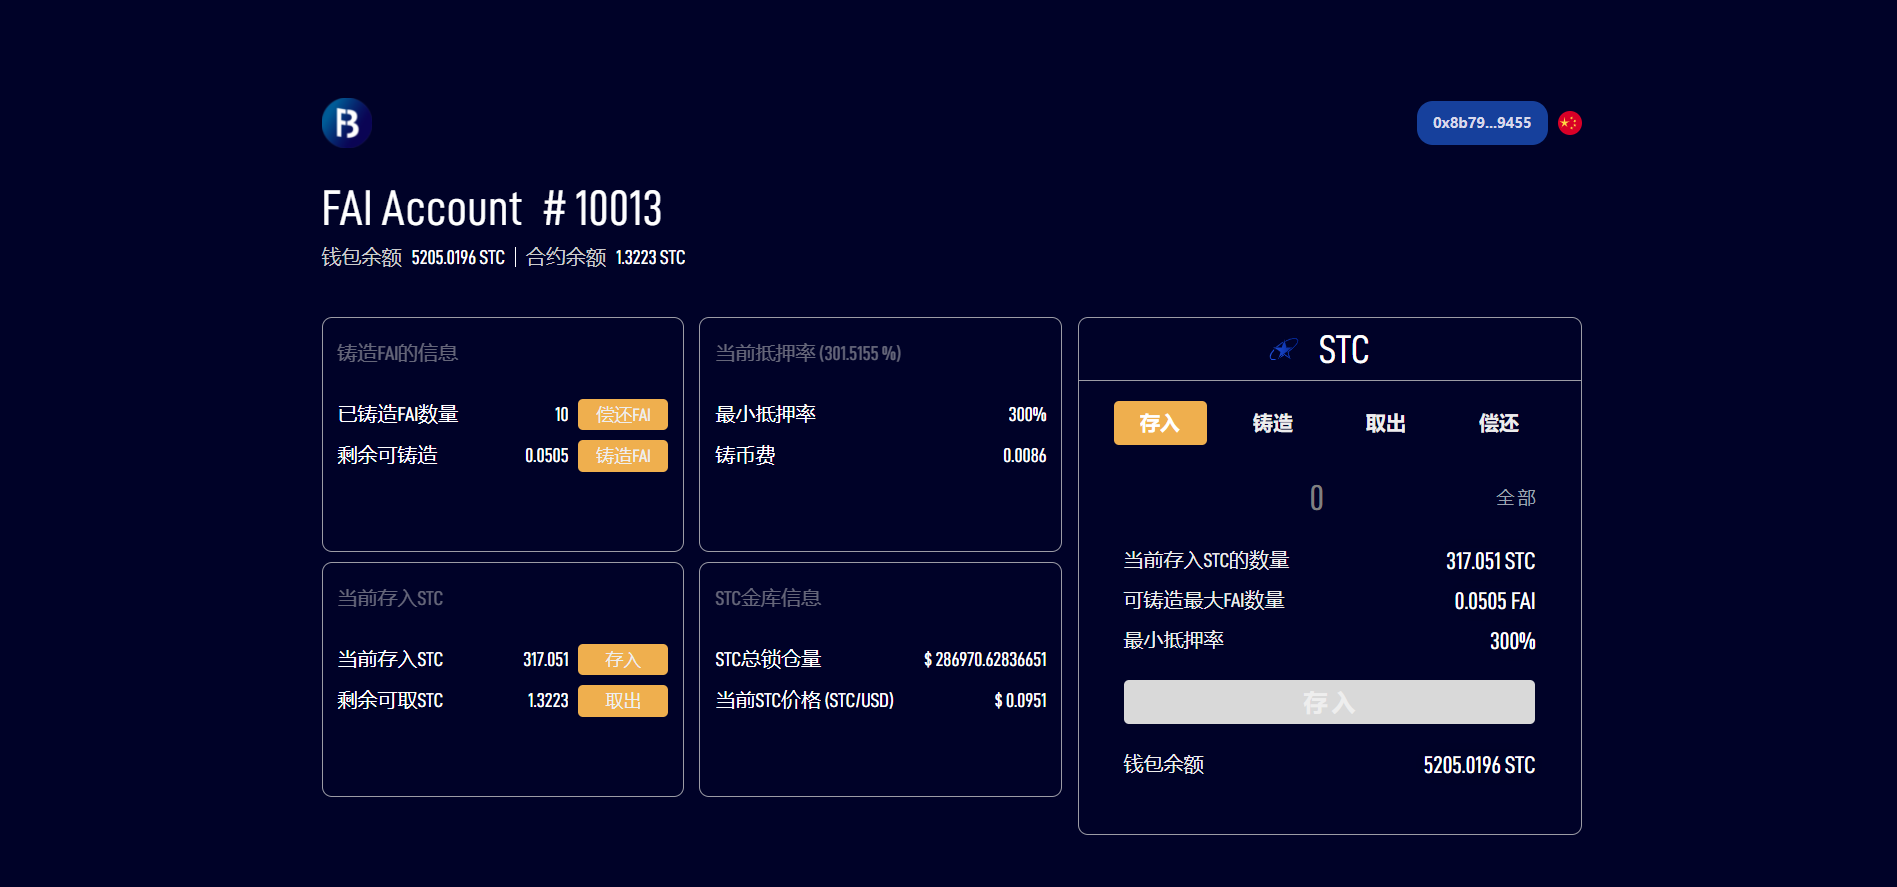 0x8b79...9455
FAI Account # 10013
钱包余额 5205.0196 STC | 合约余额 1.3223 STC
铸造FAI的信息
已铸造FAI数量 10 偿还FAI
剩余可铸造 0.0505 铸造FAI
当前抵押率 (301.5155 %)
最小抵押率 300%
铸币费 0.0086
当前存入STC
当前存入STC 317.051 存入
剩余可取STC 1.3223 取出
STC金库信息
STC总锁仓量 $ 286970.62836651
当前STC价格 (STC/USD) $ 0.0951
STC
存入 铸造 取出 偿还
0 全部
当前存入STC的数量 317.051 STC
可铸造最大FAI数量 0.0505 FAI
最小抵押率 300%
存入
钱包余额 5205.0196 STC